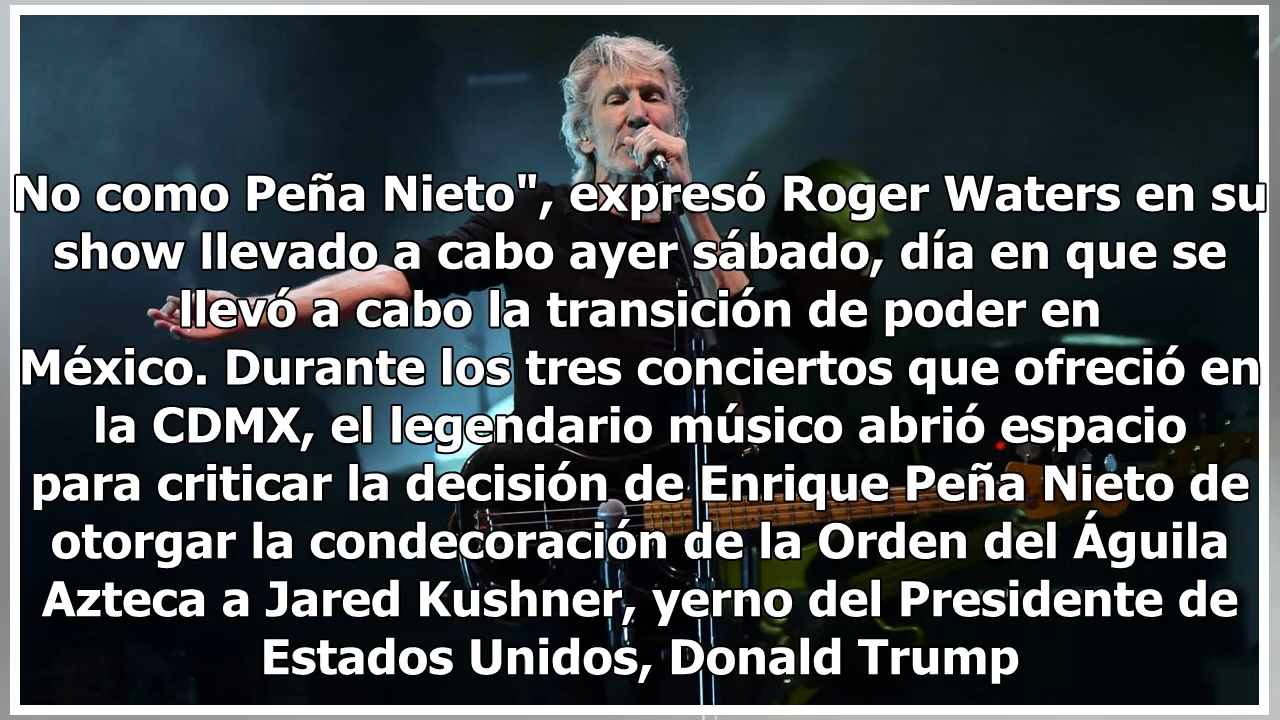 No como Peña Nieto", expresó Roger Waters en su
show llevado a cabo ayer sábado, día en que se
llevó a cabo la transición de poder en
México. Durante los tres conciertos que ofreció en
la CDMX, el legendario músico abrió espacio
para criticar la decisión de Enrique Peña Nieto de
otorgar la condecoración de la Orden del Águila
Azteca a Jared Kushner, yerno del Presidente de
Estados Unidos, Donald Trump